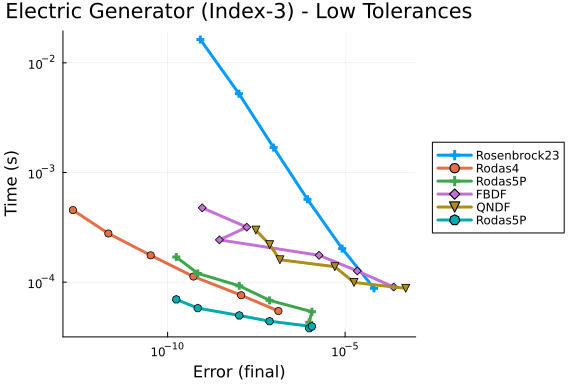 Electric Generator (Index-3) - Low Tolerances
Time (s)
10⁻²
10⁻³
10⁻⁴
10⁻¹⁰
10⁻⁵
Error (final)
Rosenbrock23
Rodas4
Rodas5P
FBDF
QNDF
Rodas5P